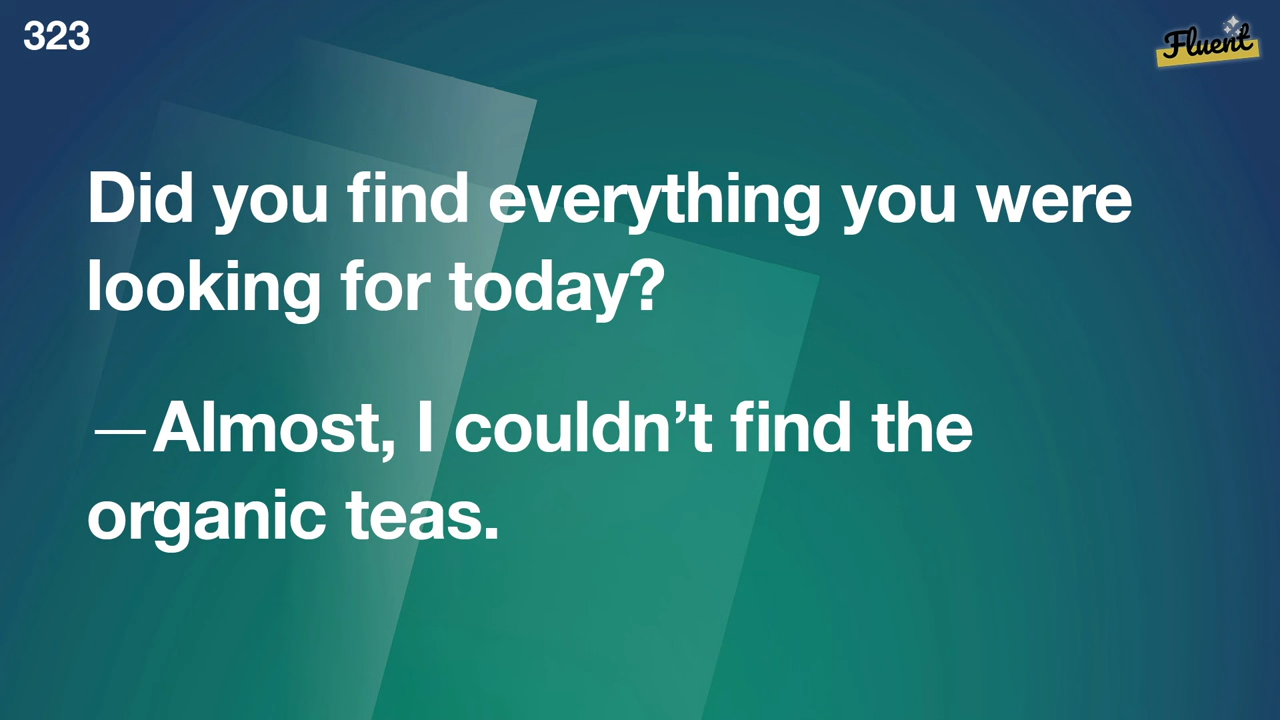 323
Fluent
Did you find everything you were
looking for today?
—Almost, I couldn’t find the
organic teas.